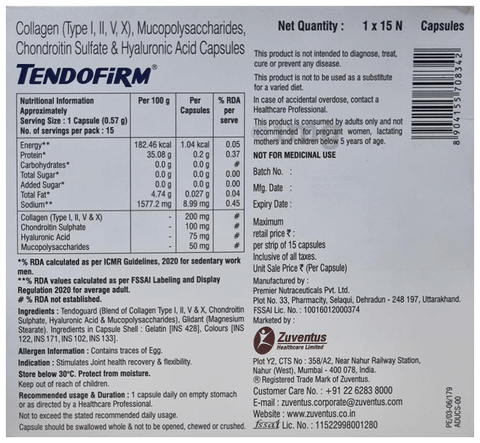 Collagen (Type I, II, V, X), Mucopolysaccharides,
Chondroitin Sulfate & Hyaluronic Acid Capsules
TENDOFIRM®
Nutritional Information
Approximately
Serving Size : 1 Capsule (0.57 g)
No. of servings per pack : 15
Per 100 g
Per
Capsules
% RDA
per
serve
Energy** 182.46 kcal 1.04 kcal 0.05
Protein* 35.08 g 0.2 g 0.37
Carbohydrates* 0.0 g 0.0 g #
Total Sugar* 0.0 g 0.0 g 0.00
Added Sugar* 0.0 g 0.0 g 0.00
Total Fat* 4.74 g 0.027 g 0.04
Sodium** 1577.2 mg 8.99 mg 0.45
Collagen (Type I, II, V & X) - 200 mg #
Chondroitin Sulphate - 100 mg #
Hyaluronic Acid - 75 mg #
Mucopolysaccharides - 50 mg #
*% RDA calculated as per ICMR Guidelines, 2020 for sedentary work
men.
**% RDA values calculated as per FSSAI Labeling and Display
Regulation 2020 for average adult.
# % RDA not established.
Ingredients : Tendoguard (Blend of Collagen Type I, II, V & X, Chondroitin
Sulphate, Hyaluronic Acid & Mucopolysaccharides), Glidant (Magnesium
Stearate). Ingredients in Capsule Shell : Gelatin [INS 428], Colours [INS
122, INS 171, INS 102, INS 133].
Allergen Information : Contains traces of Egg.
Indication : Stimulates Joint health recovery & flexibility.
Store below 30°C. Protect from moisture.
Keep out of reach of children.
Recommended usage & Duration : 1 capsule daily on empty stomach
or as directed by a Healthcare Professional.
Not to exceed the stated recommended daily usage.
Capsule should be swallowed whole & not to be opened, chewed or crushed.
Net Quantity : 1 x 15 N Capsules
This product is not intended to diagnose, treat,
cure or prevent any disease.
This product is not to be used as a substitute
for a varied diet.
In case of accidental overdose, contact a
Healthcare Professional.
This product is consumed by adults only and not
recommended for pregnant women, lactating
mothers and children below 5 years of age.
NOT FOR MEDICINAL USE
Batch No. :
Mfg. Date :
Expiry Date :
Maximum
retail price ₹ :
per strip of 15 capsules
Inclusive of all taxes.
Unit Sale Price ₹ (Per Capsule)
Manufactured by :
Premier Nutraceuticals Pvt. Ltd.
Plot No. 33, Pharmacity, Selaqui, Dehradun - 248 197, Uttarakhand.
FSSAI Lic. No. : 10016012000374
Marketed by :
Zuventus
Healthcare Limited
Plot Y2, CTS No : 358/A2, Near Nahur Railway Station,
Nahur (West), Mumbai - 400 078, India.
® Registered Trade Mark of Zuventus.
Customer Care No. : +91 22 6283 8000
E-mail : zuventus.corporate@zuventus.com
Website : www.zuventus.co.in
fssai Lic. No. : 11522998001280
8904155708342
PE/03-06/179
ADUCS-00